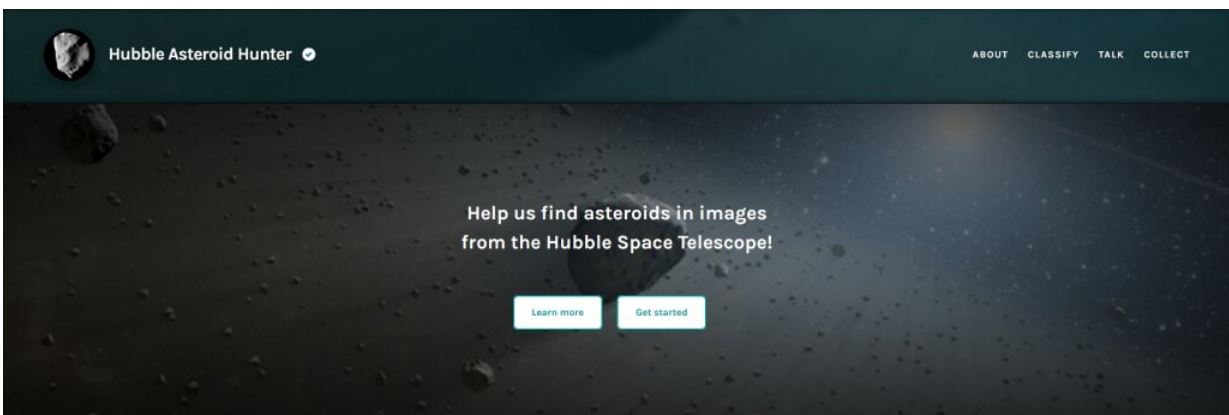 Hubble Asteroid Hunter
ABOUT CLASSIFY TALK COLLECT
Help us find asteroids in images
from the Hubble Space Telescope!
Learn more Get started